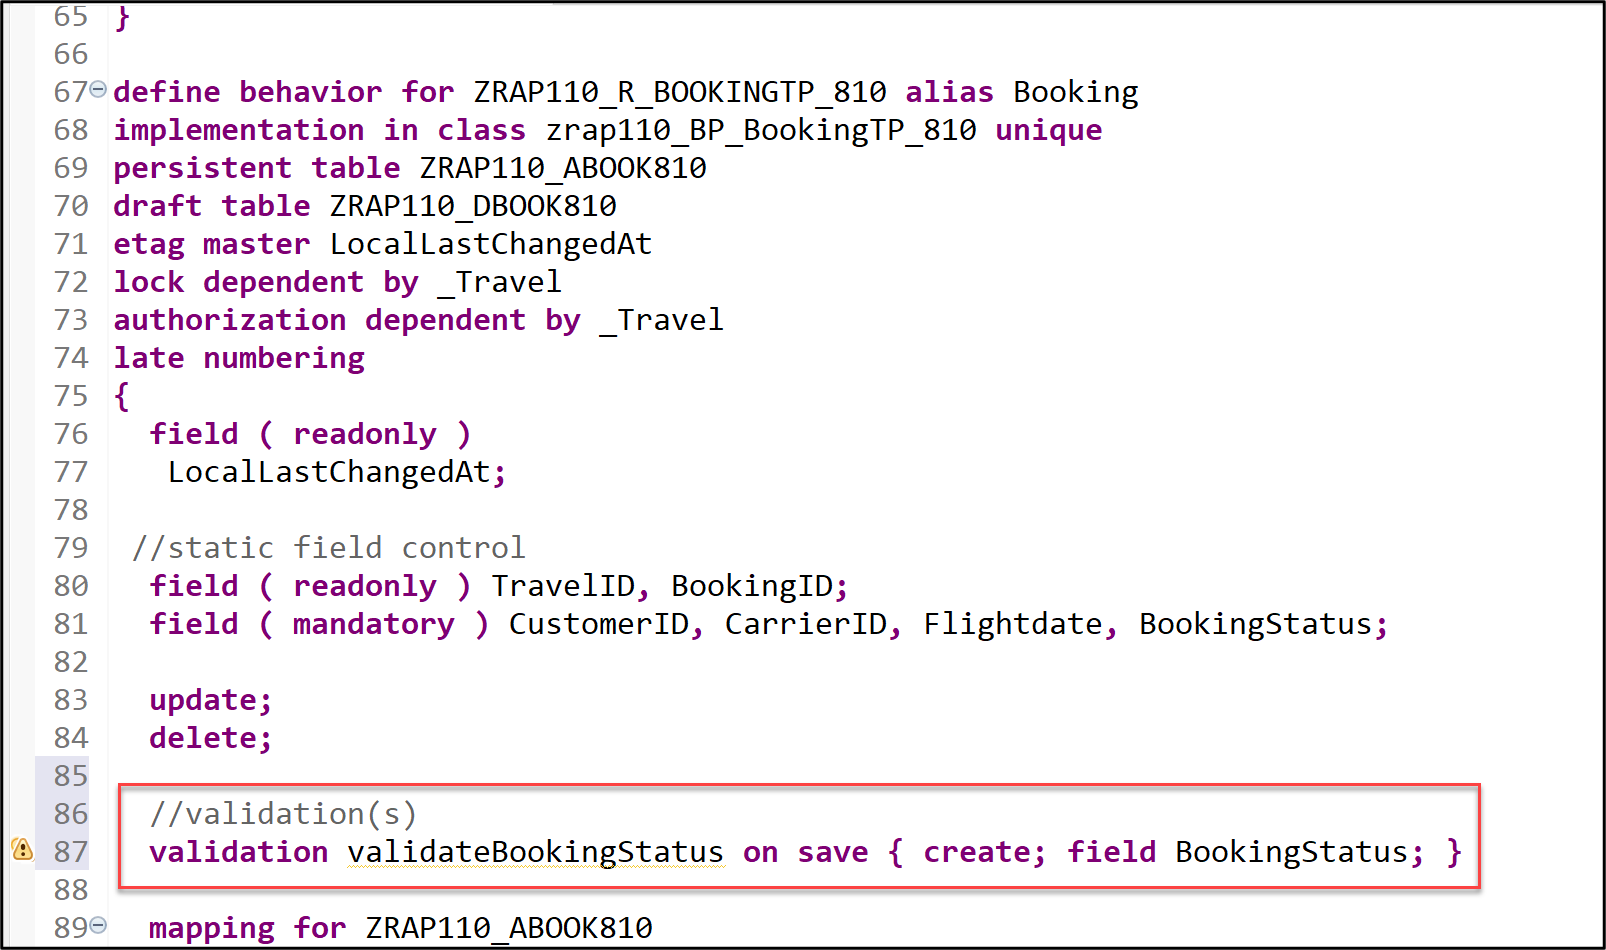 65 }
66
67 define behavior for ZRAP110_R_BOOKINGTP_810 alias Booking
68 implementation in class zrap110_BP_BookingTP_810 unique
69 persistent table ZRAP110_ABOOK810
70 draft table ZRAP110_DBOOK810
71 etag master LocalLastChangedAt
72 lock dependent by _Travel
73 authorization dependent by _Travel
74 late numbering
75 {
76   field ( readonly )
77    LocalLastChangedAt;
78
79  //static field control
80   field ( readonly ) TravelID, BookingID;
81   field ( mandatory ) CustomerID, CarrierID, Flightdate, BookingStatus;
82
83   update;
84   delete;
85
86   //validation(s)
87   validation validateBookingStatus on save { create; field BookingStatus; }
88
89   mapping for ZRAP110_ABOOK810